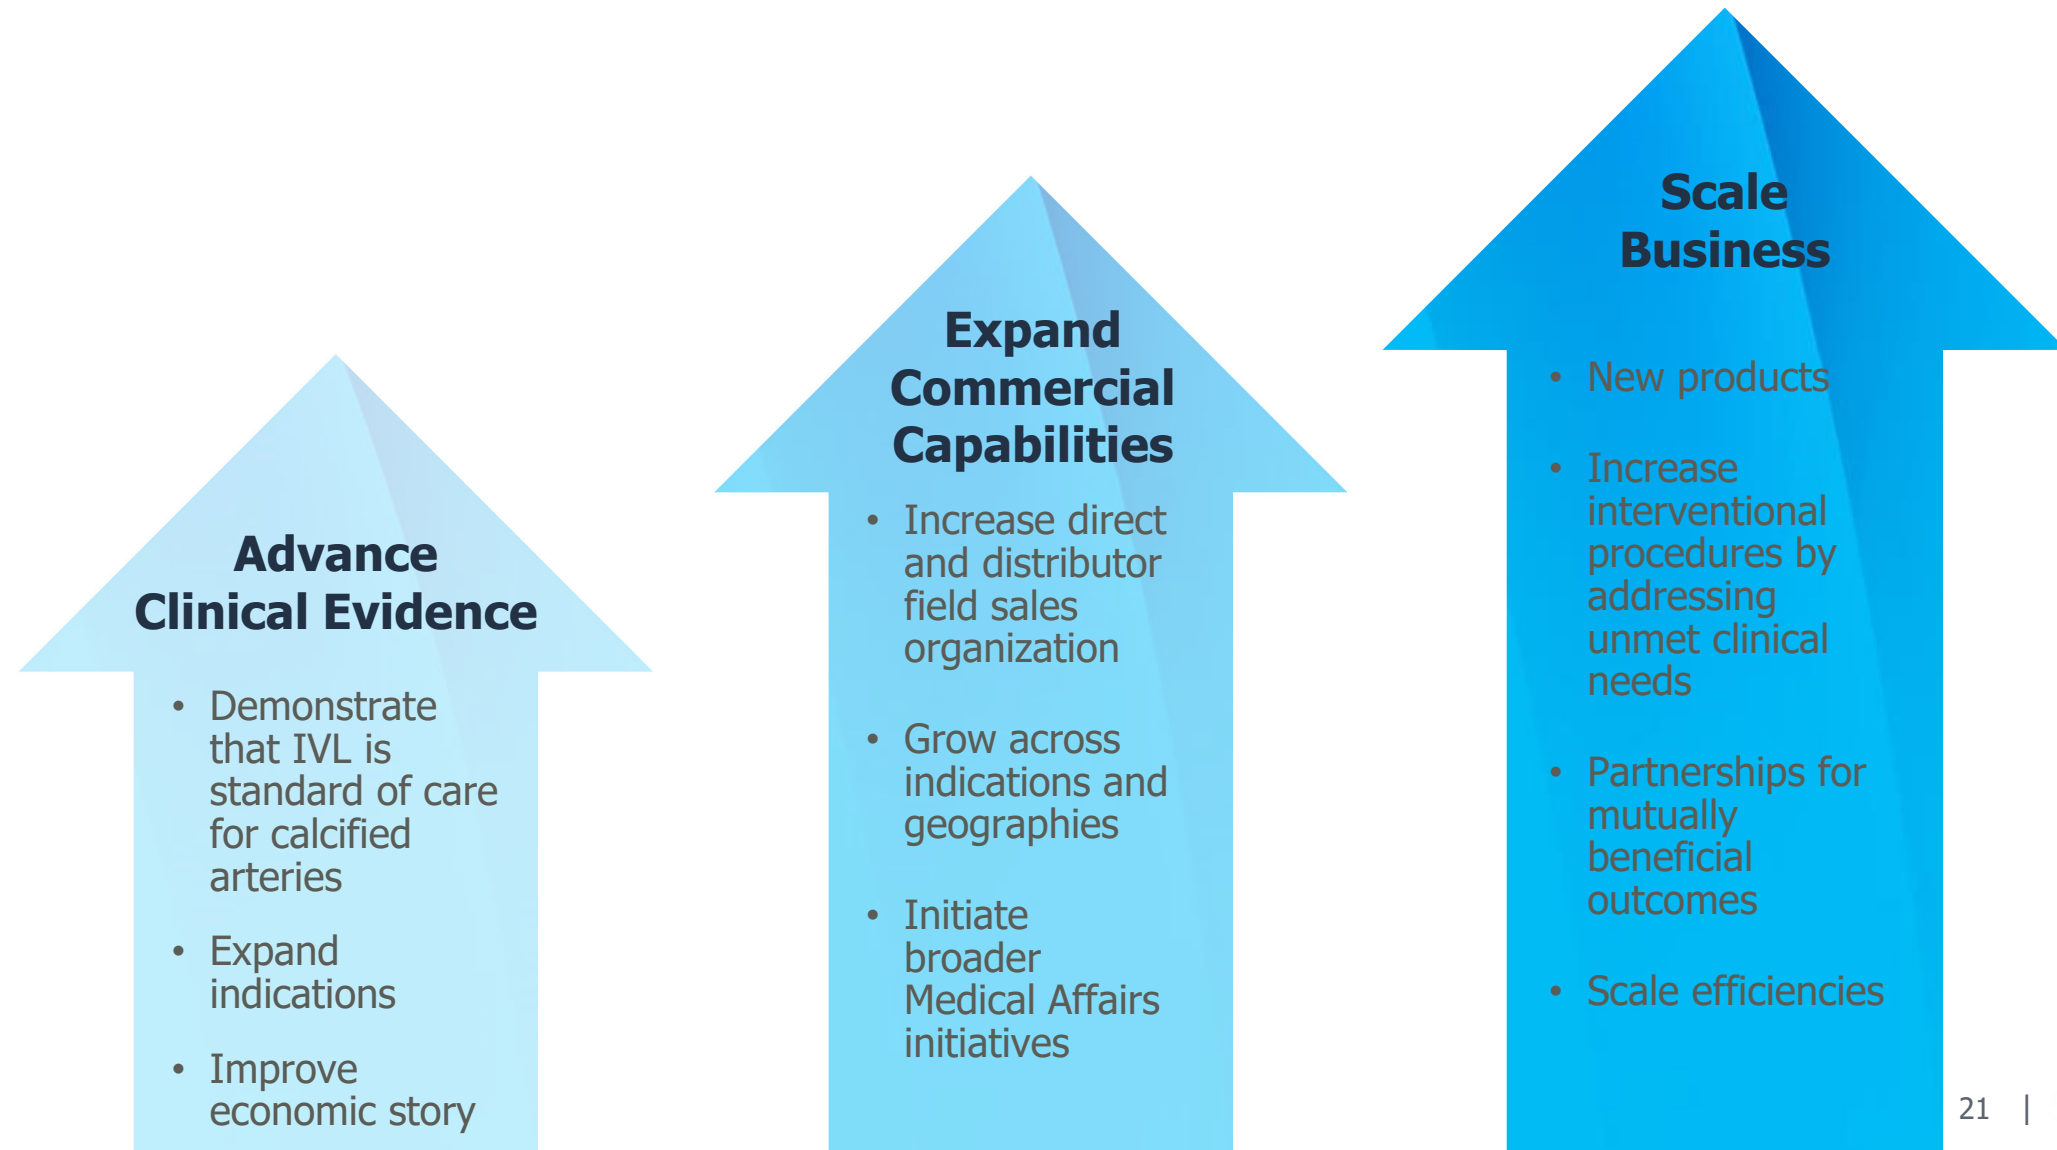 Advance
Clinical Evidence
• Demonstrate
that IVL is
standard of care
for calcified
arteries
• Expand
indications
• Improve
economic story
Expand
Commercial
Capabilities
• Increase direct
and distributor
field sales
organization
• Grow across
indications and
geographies
• Initiate
broader
Medical Affairs
initiatives
Scale
Business
• New products
• Increase
interventional
procedures by
addressing
unmet clinical
needs
• Partnerships for
mutually
beneficial
outcomes
• Scale efficiencies
21 |